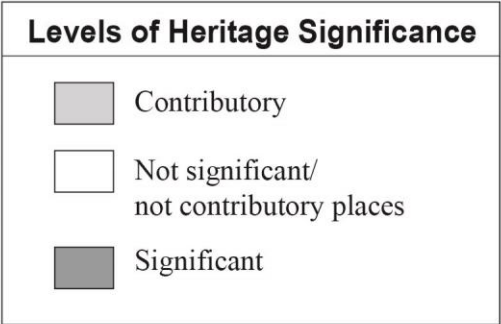 Levels of Heritage Significance
Contributory
Not significant/
not contributory places
Significant